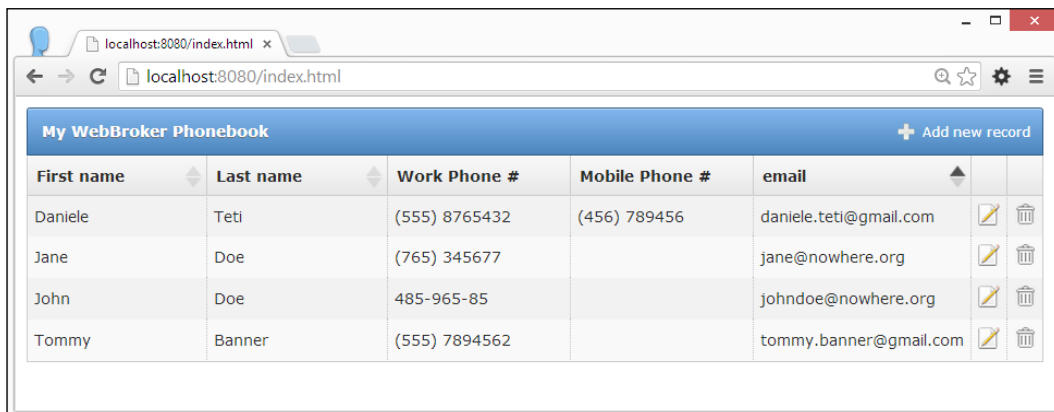 localhost:8080/index.html
localhost:8080/index.html
My WebBroker Phonebook Add new record
First name Last name Work Phone # Mobile Phone # email
Daniele Teti (555) 8765432 (456) 789456 daniele.teti@gmail.com
Jane Doe (765) 345677 jane@nowhere.org
John Doe 485-965-85 johndoe@nowhere.org
Tommy Banner (555) 7894562 tommy.banner@gmail.com